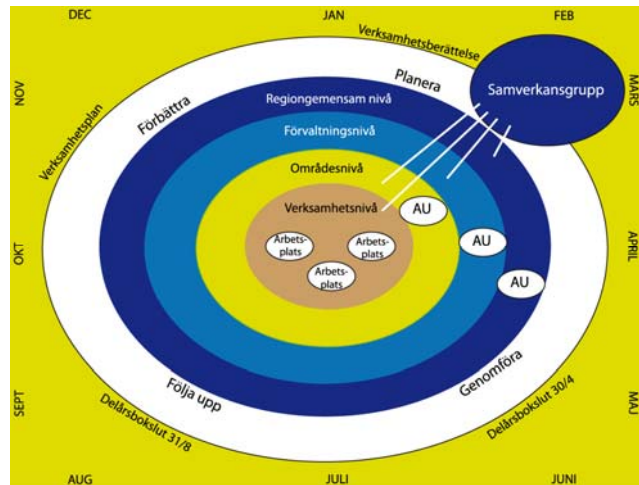 DEC
JAN
FEB
Verksamhetsberättelse
Planera
Samverkansgrupp
NOV
MARS
Förbättra
Regiongemensam nivå
Verksamhetsplan
Förvaltningsnivå
Områdesnivå
Verksamhetsnivå
AU
OKT
Arbets-
plats
Arbets-
plats
AU
APRIL
Arbets-
plats
AU
Genomföra
Följa upp
SEPT
MAJ
Delårsbokslut 31/8
Delårsbokslut 30/4
AUG
JULI
JUNI